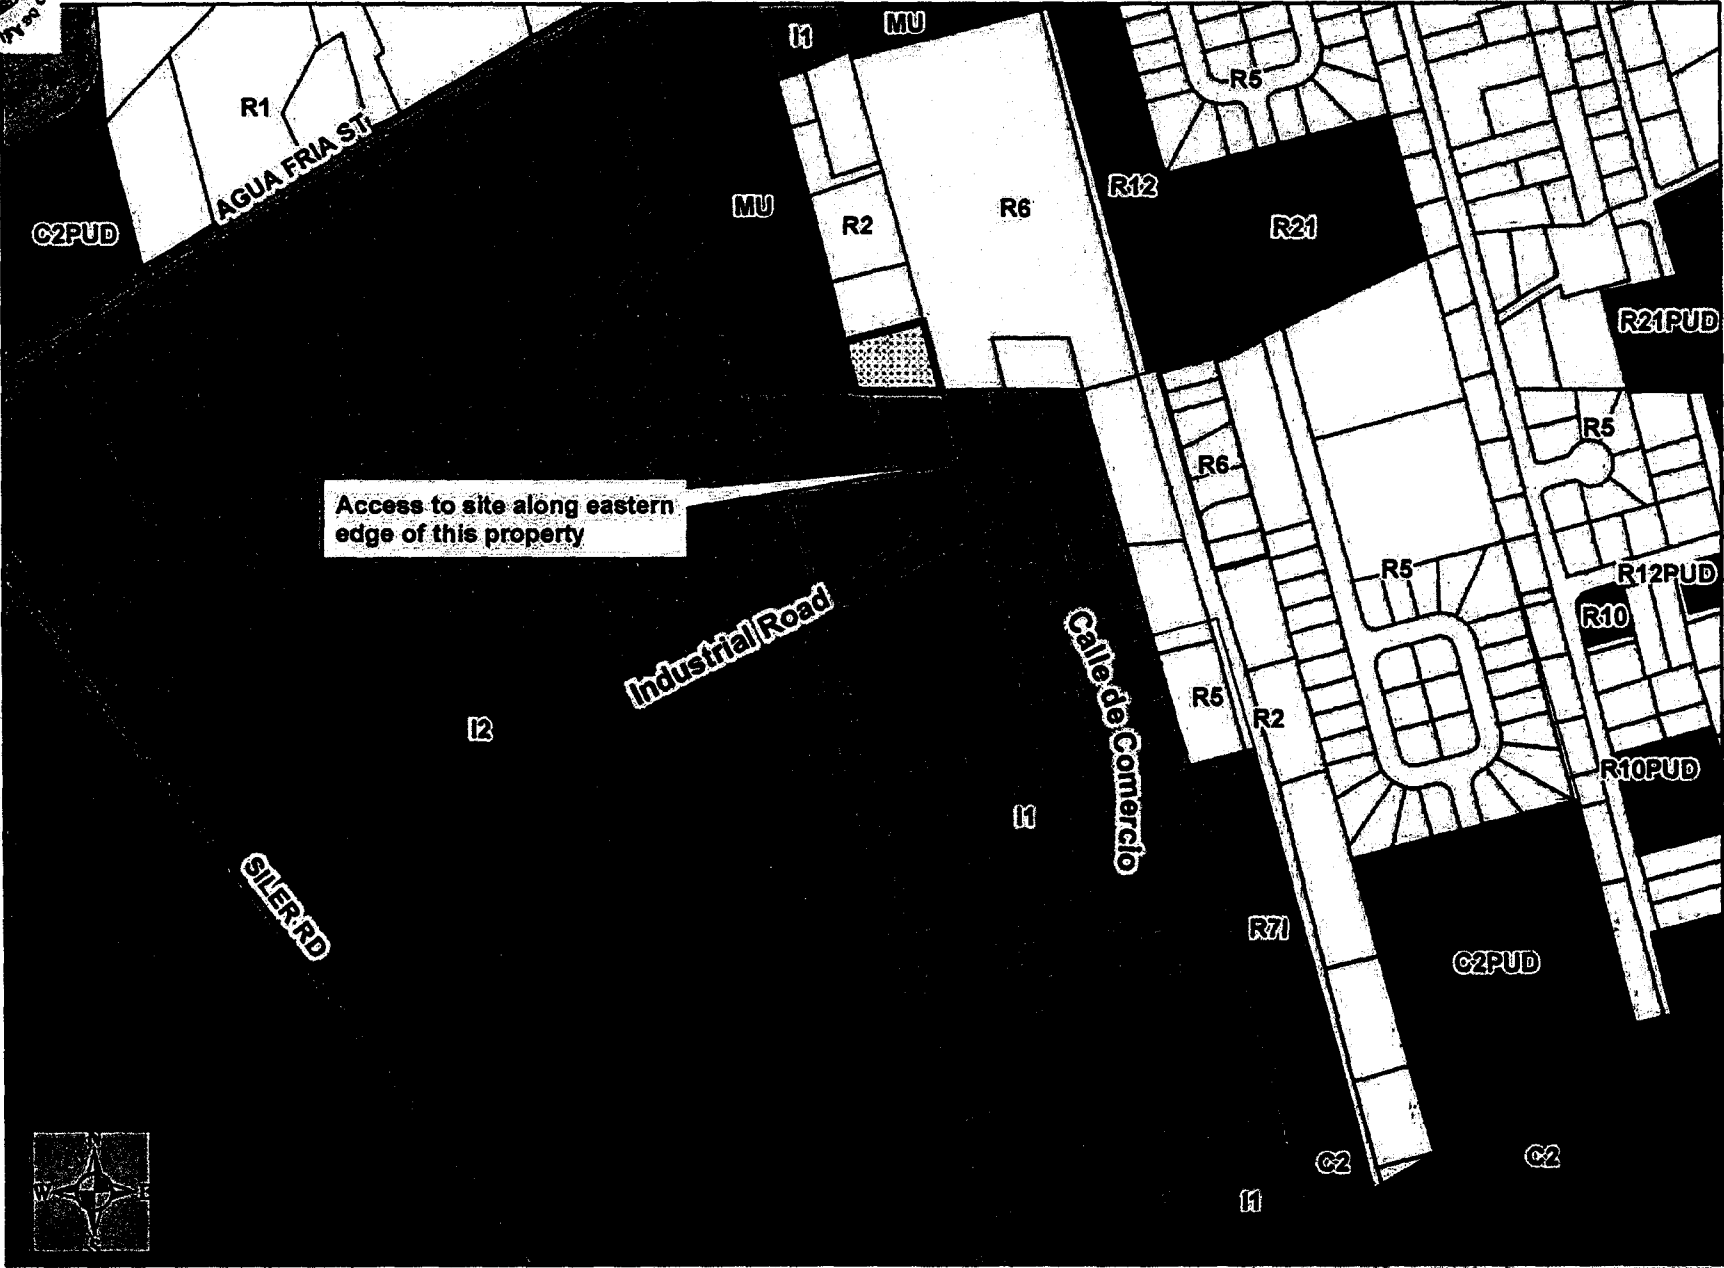 I1
MU
R5
R1
AGUA FRIA ST
R12
MU
R6
R2
R21
C2PUD
R21PUD
R5
R6
Access to site along eastern
edge of this property
R5
R12PUD
Industrial Road
R10
Calle de Comercio
R5
R2
I2
R10PUD
I1
SILER RD
R7I
C2PUD
C2
C2
I1
N
W
E
S